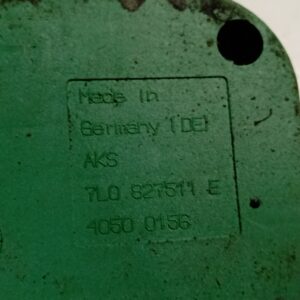 Made In
Germany (DE)
AKS
7L0 827511 E
4050 0156